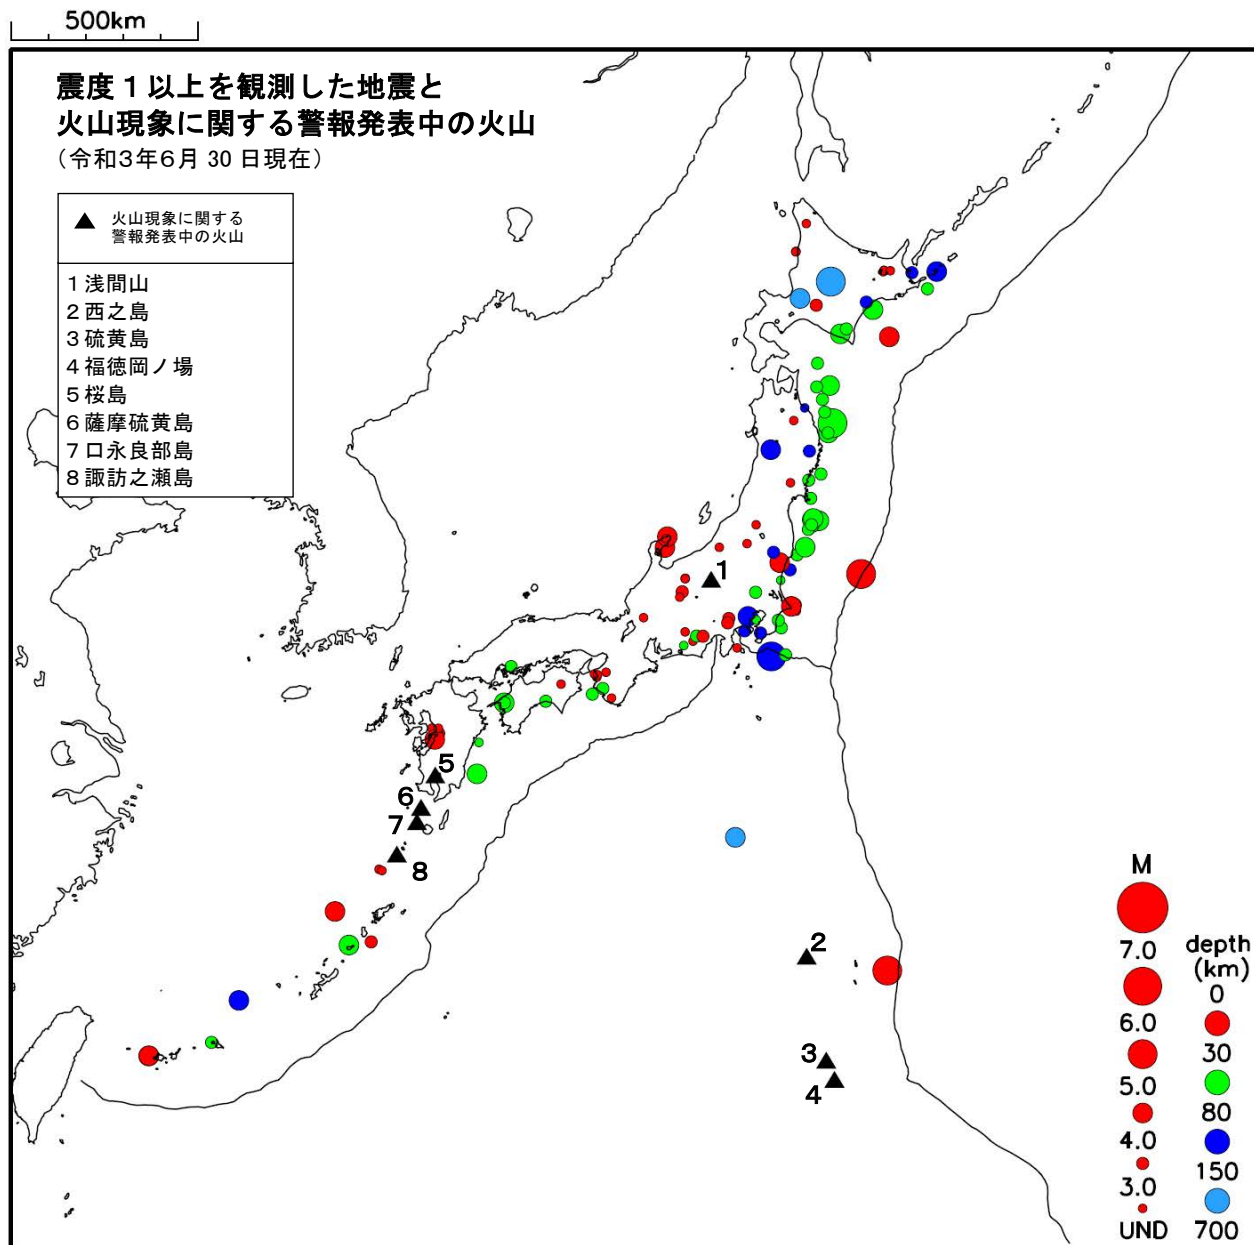 500km
震度１以上を観測した地震と
火山現象に関する警報発表中の火山
（令和3年6月 30 日現在）
▲ 火山現象に関する
警報発表中の火山
1 浅間山
2 西之島
3 硫黄島
4 福徳岡ノ場
5 桜島
6 薩摩硫黄島
7 口永良部島
8 諏訪之瀬島
1
5
6
7
8
2
3
4
M
7.0
6.0
5.0
4.0
3.0
UND
depth
(km)
0
30
80
150
700